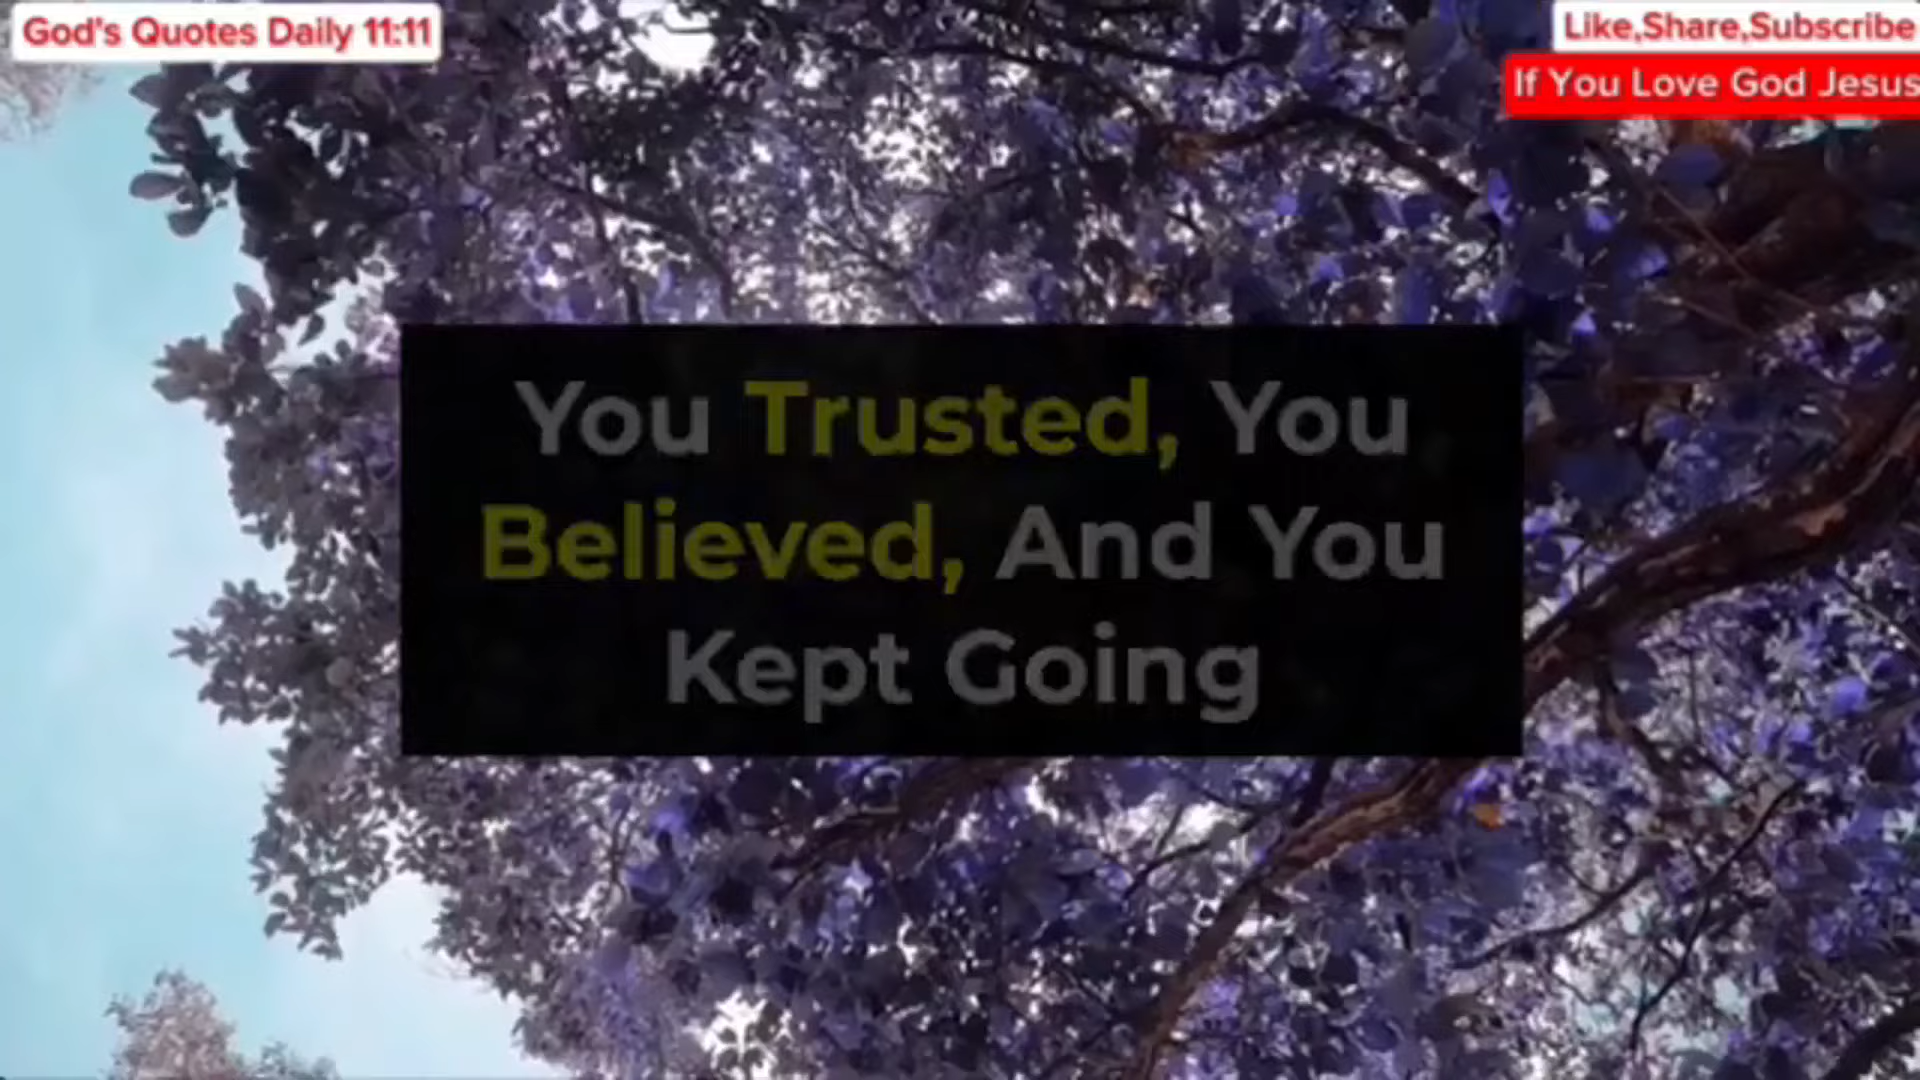 God's Quotes Daily 11:11
Like,Share,Subscribe
If You Love God Jesus
You Trusted, You
Believed, And You
Kept Going